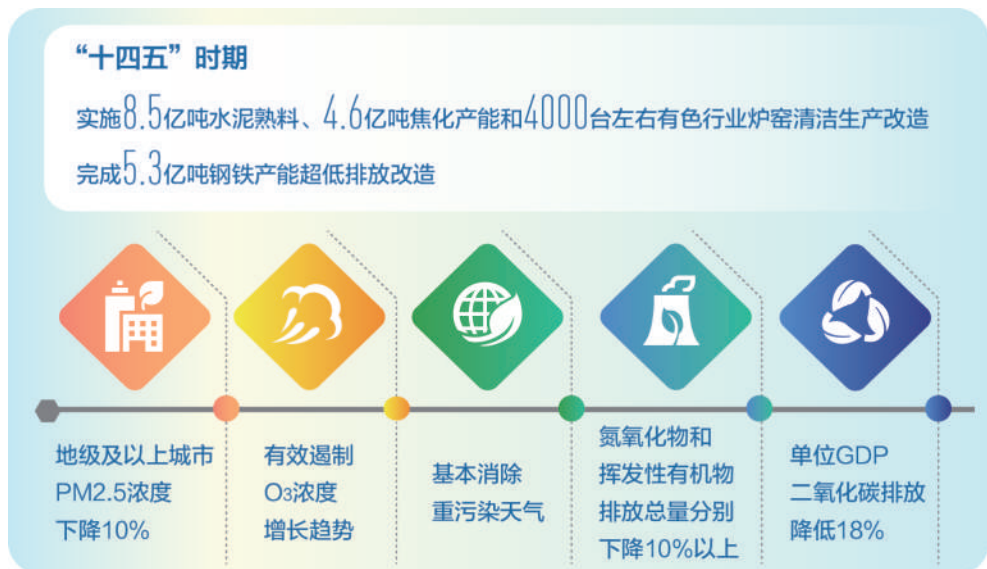 “十四五”时期
实施8.5亿吨水泥熟料、4.6亿吨焦化产能和4000台左右有色行业炉窑清洁生产改造
完成5.3亿吨钢铁产能超低排放改造
地级及以上城市
PM2.5浓度
下降10%
有效遏制
O3浓度
增长趋势
基本消除
重污染天气
氮氧化物和
挥发性有机物
排放总量分别
下降10%以上
单位GDP
二氧化碳排放
降低18%